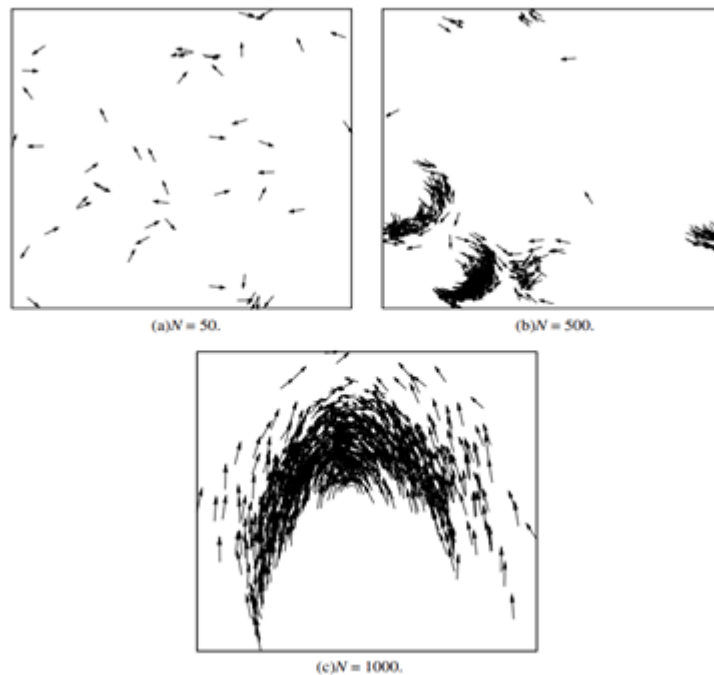 (a)N = 50.
(b)N = 500.
(c)N = 1000.